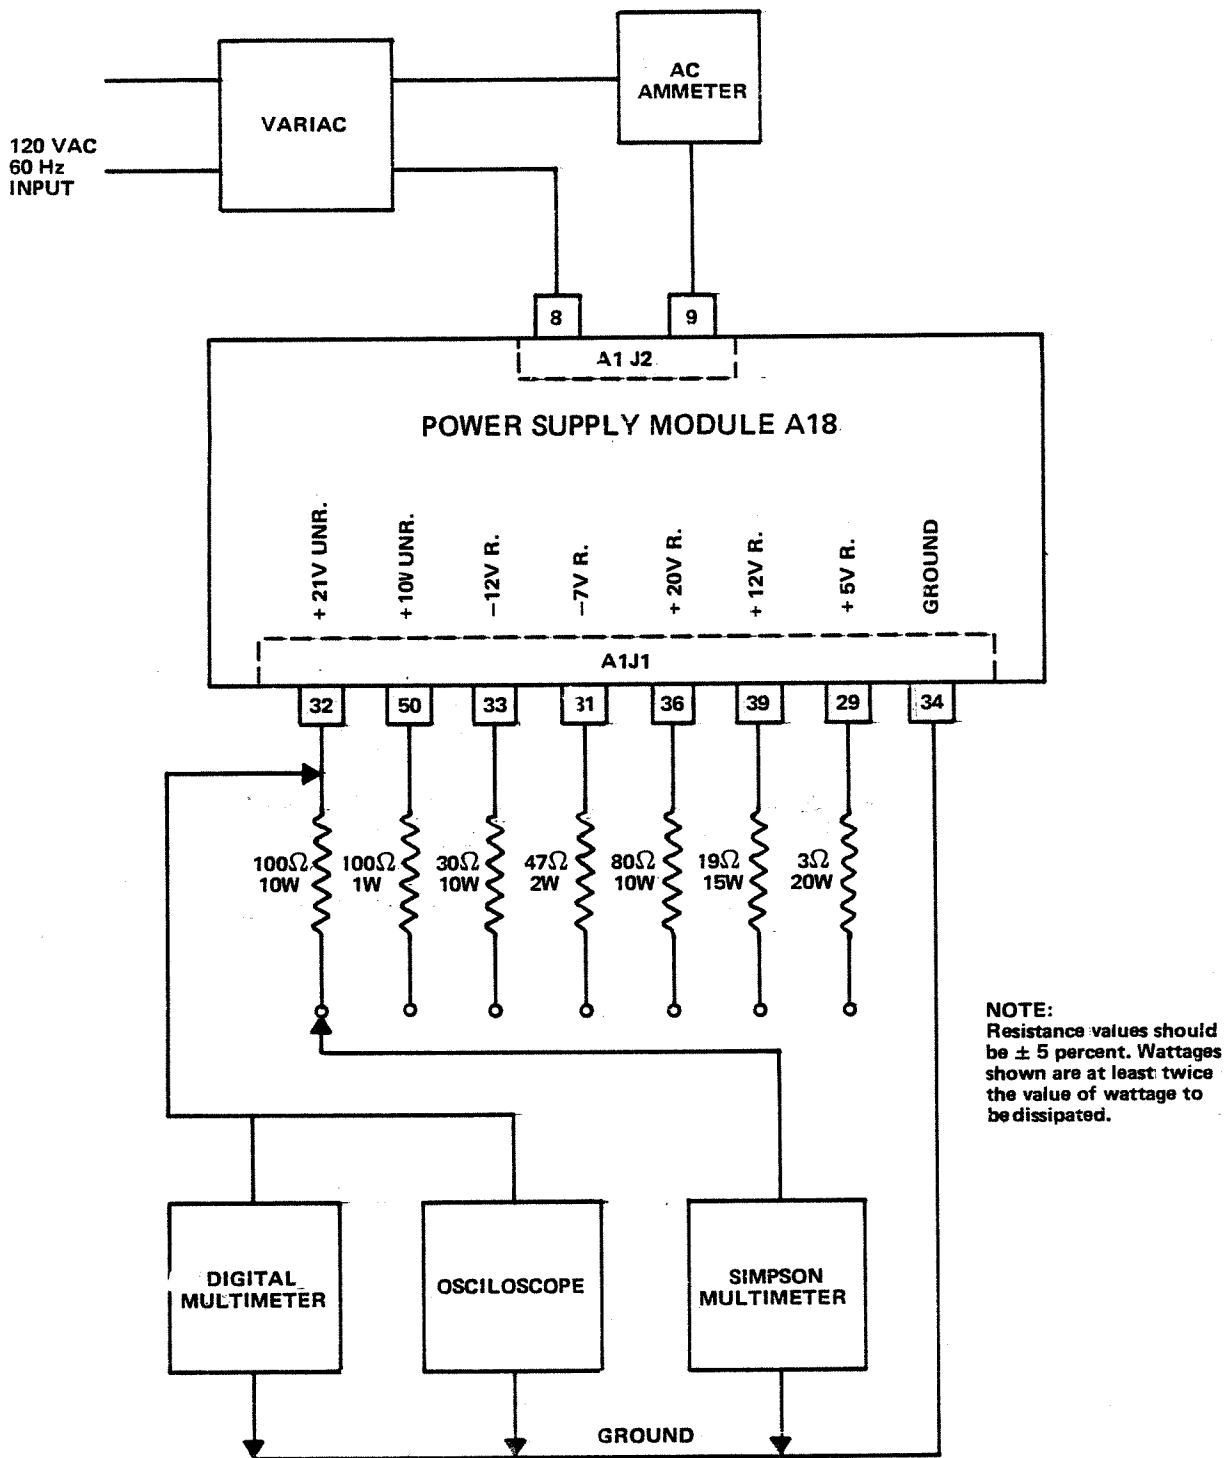 AC
AMMETER
VARIAC
120 VAC
60 Hz
INPUT
8
9
A1 J2
POWER SUPPLY MODULE A18
+ 21V UNR.
+10V UNR.
−12V R.
−7V R.
+ 20V R.
+ 12V R.
+ 5V R.
GROUND
A1J1
32
50
33
31
36
39
29
34
100Ω
10W
100Ω
1W
30Ω
10W
47Ω
2W
80Ω
10W
19Ω
15W
3Ω
20W
NOTE:
Resistance values should
be ± 5 percent. Wattages
shown are at least twice
the value of wattage to
be dissipated.
DIGITAL
MULTIMETER
OSCILOSCOPE
SIMPSON
MULTIMETER
GROUND